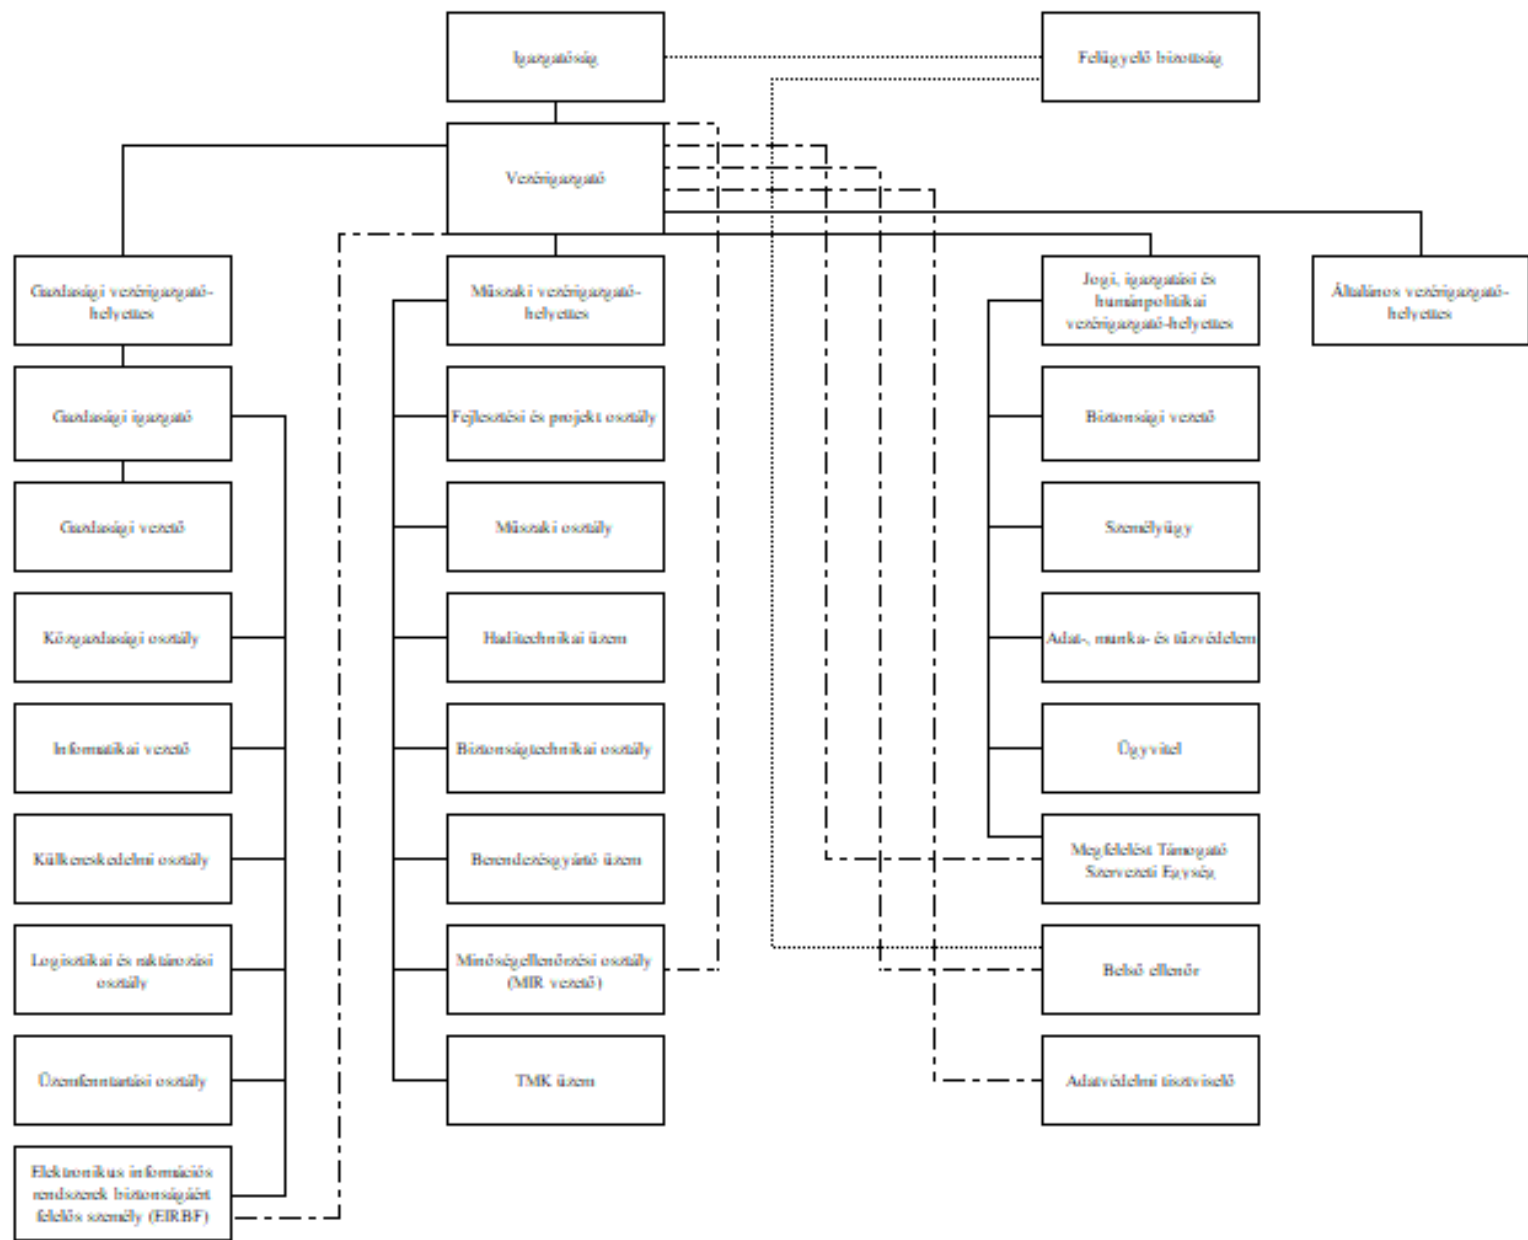 Igazgatóság
Felügyelő bizottság
Vezérigazgató
Gazdasági vezérigazgató-
helyettes
Műszaki vezérigazgató-
helyettes
Jogi, igazgatási és
humánpolitikai
vezérigazgató-helyettes
Általános vezérigazgató-
helyettes
Gazdasági igazgató
Fejlesztési és projekt osztály
Biztonsági vezető
Gazdasági vezető
Műszaki osztály
Személyügy
Közgazdasági osztály
Haditechnikai üzem
Adat-, munka- és tűzvédelem
Informatikai vezető
Biztonságtechnikai osztály
Ügyvitel
Külkereskedelmi osztály
Berendezésgyártó üzem
Megfelelést Támogató
Szervezeti Egység
Logisztikai és raktározási
osztály
Minőségellenőrzési osztály
(MIR vezető)
Belső ellenőr
Üzemfenntartási osztály
TMK üzem
Adatvédelmi tisztviselő
Elektronikus információs
rendszerek biztonságáért
felelős személy (EIRBF)